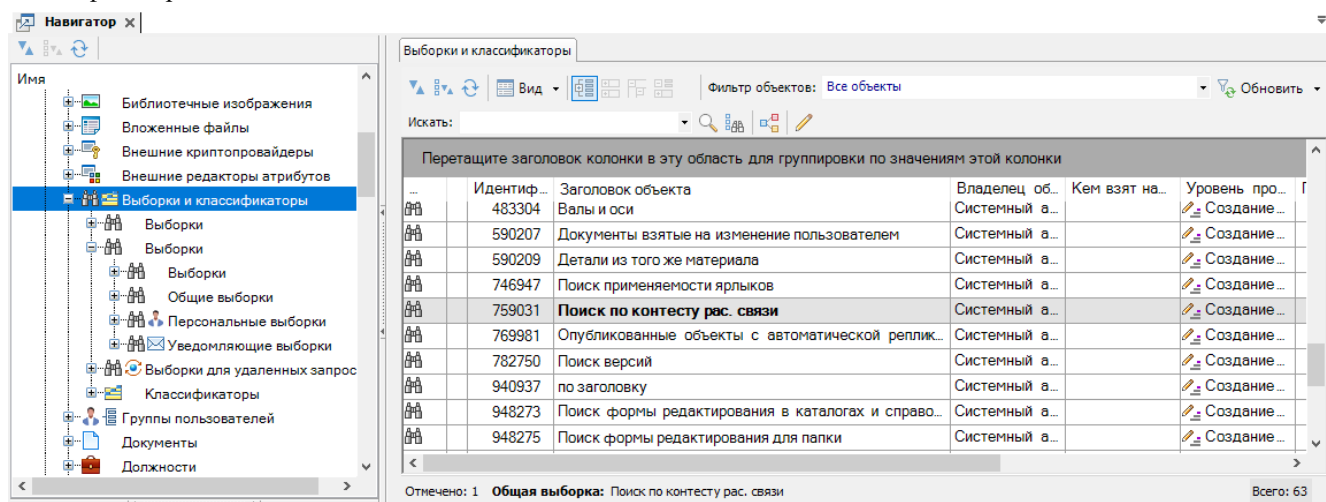 Навигатор
Имя
Библиотечные изображения
Вложенные файлы
Внешние криптопровайдеры
Внешние редакторы атрибутов
Выборки и классификаторы
Выборки
Выборки
Выборки
Общие выборки
Персональные выборки
Уведомляющие выборки
Выборки для удаленных запрос
Классификаторы
Группы пользователей
Документы
Должности
Выборки и классификаторы
Вид Фильтр объектов: Все объекты Обновить
Искать:
Перетащите заголовок колонки в эту область для группировки по значениям этой колонки
... Идентиф... Заголовок объекта Владелец об... Кем взят на... Уровень про...
483304 Валы и оси Системный а... Создание...
590207 Документы взятые на изменение пользователем Системный а... Создание...
590209 Детали из того же материала Системный а... Создание...
746947 Поиск применяемости ярлыков Системный а... Создание...
759031 Поиск по контесту рас. связи Системный а... Создание...
769981 Опубликованные объекты с автоматической реплик... Системный а... Создание...
782750 Поиск версий Системный а... Создание...
940937 по заголовку Системный а... Создание...
948273 Поиск формы редактирования в каталогах и справо... Системный а... Создание...
948275 Поиск формы редактирования для папки Системный а... Создание...
Отмечено: 1 Общая выборка: Поиск по контесту рас. связи Всего: 63